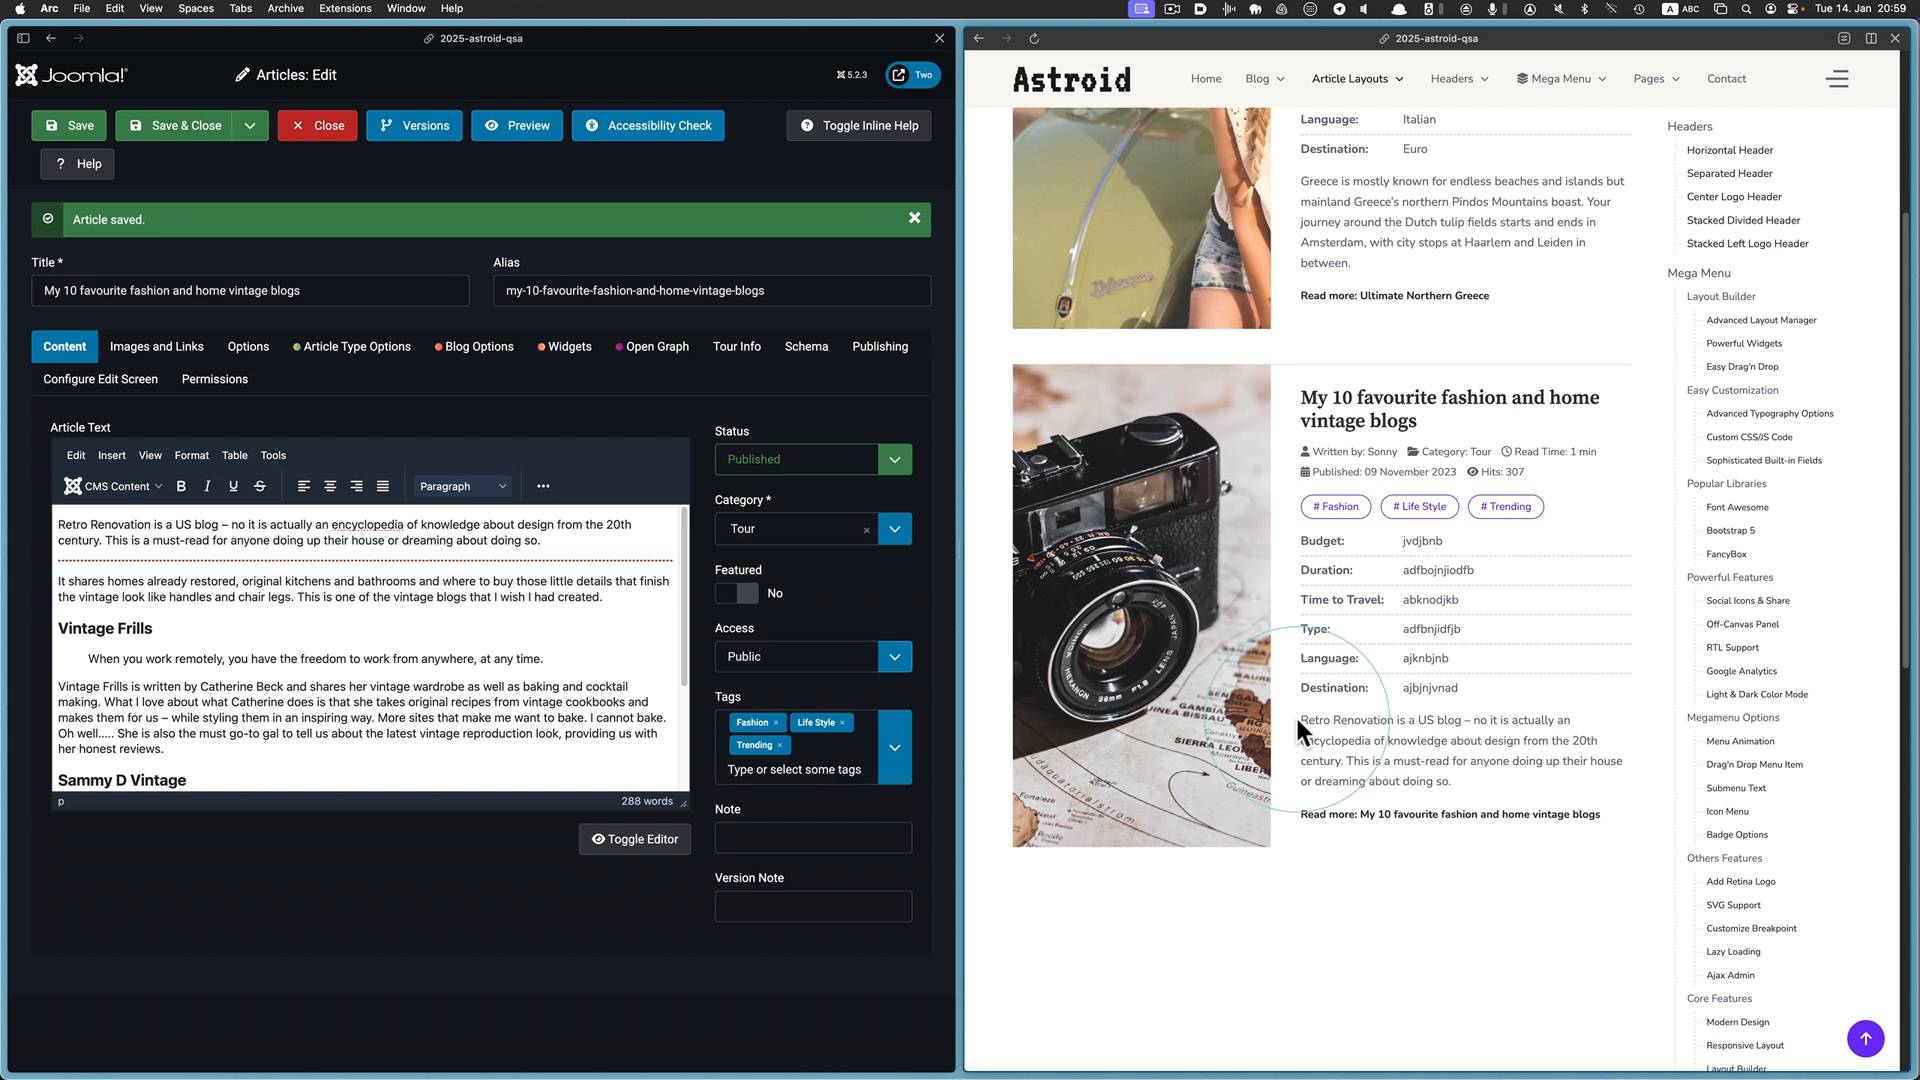 Arc File Edit View Spaces Tabs Archive Extensions Window Help
A ABC Tue 14. Jan 20:59
2025-astroid-qsa
Joomla!
Articles: Edit
5.2.3
Two
Save
Save & Close
Close
Versions
Preview
Accessibility Check
Toggle Inline Help
? Help
Article saved.
Title *
Alias
My 10 favourite fashion and home vintage blogs
my-10-favourite-fashion-and-home-vintage-blogs
Content
Images and Links
Options
Article Type Options
Blog Options
Widgets
Open Graph
Tour Info
Schema
Publishing
Configure Edit Screen
Permissions
Article Text
Edit Insert View Format Table Tools
CMS Content B I U S Paragraph
Retro Renovation is a US blog – no it is actually an encyclopedia of knowledge about design from the 20th
century. This is a must-read for anyone doing up their house or dreaming about doing so.
It shares homes already restored, original kitchens and bathrooms and where to buy those little details that finish
the vintage look like handles and chair legs. This is one of the vintage blogs that I wish I had created.
Vintage Frills
When you work remotely, you have the freedom to work from anywhere, at any time.
Vintage Frills is written by Catherine Beck and shares her vintage wardrobe as well as baking and cocktail
making. What I love about what Catherine does is that she takes original recipes from vintage cookbooks and
makes them for us – while styling them in an inspiring way. More sites that make me want to bake. I cannot bake.
Oh well..... She is also the must go-to gal to tell us about the latest vintage reproduction look, providing us with
her honest reviews.
Sammy D Vintage
p
288 words
Toggle Editor
Status
Published
Category *
Tour
Featured
No
Access
Public
Tags
Fashion
Life Style
Trending
Type or select some tags
Note
Version Note
2025-astroid-qsa
Astroid
Home
Blog
Article Layouts
Headers
Mega Menu
Pages
Contact
Language: Italian
Destination: Euro
Greece is mostly known for endless beaches and islands but
mainland Greece's northern Pindos Mountains boast. Your
journey around the Dutch tulip fields starts and ends in
Amsterdam, with city stops at Haarlem and Leiden in
between.
Read more: Ultimate Northern Greece
My 10 favourite fashion and home
vintage blogs
Written by: Sonny Category: Tour Read Time: 1 min
Published: 09 November 2023 Hits: 307
# Fashion
# Life Style
# Trending
Budget: jvdjbnb
Duration: adfbojnjiodfb
Time to Travel: abknodjkb
Type: adfbnjidfjb
Language: ajknbjnb
Destination: ajbjnjvnad
Retro Renovation is a US blog – no it is actually an
encyclopedia of knowledge about design from the 20th
century. This is a must-read for anyone doing up their house
or dreaming about doing so.
Read more: My 10 favourite fashion and home vintage blogs
KONICA
HEXANON
LENS
GAMBIA
SENEGAL
GUINEA-BISSAU
SIERRA LEONE
Monrovia
LIBER
Fortaleza
Natal
Recife
Headers
Horizontal Header
Separated Header
Center Logo Header
Stacked Divided Header
Stacked Left Logo Header
Mega Menu
Layout Builder
Advanced Layout Manager
Powerful Widgets
Easy Drag'n Drop
Easy Customization
Advanced Typography Options
Custom CSS/JS Code
Sophisticated Built-in Fields
Popular Libraries
Font Awesome
Bootstrap 5
FancyBox
Powerful Features
Social Icons & Share
Off-Canvas Panel
RTL Support
Google Analytics
Light & Dark Color Mode
Megamenu Options
Menu Animation
Drag'n Drop Menu Item
Submenu Text
Icon Menu
Badge Options
Others Features
Add Retina Logo
SVG Support
Customize Breakpoint
Lazy Loading
Ajax Admin
Core Features
Modern Design
Responsive Layout
Layout Builder